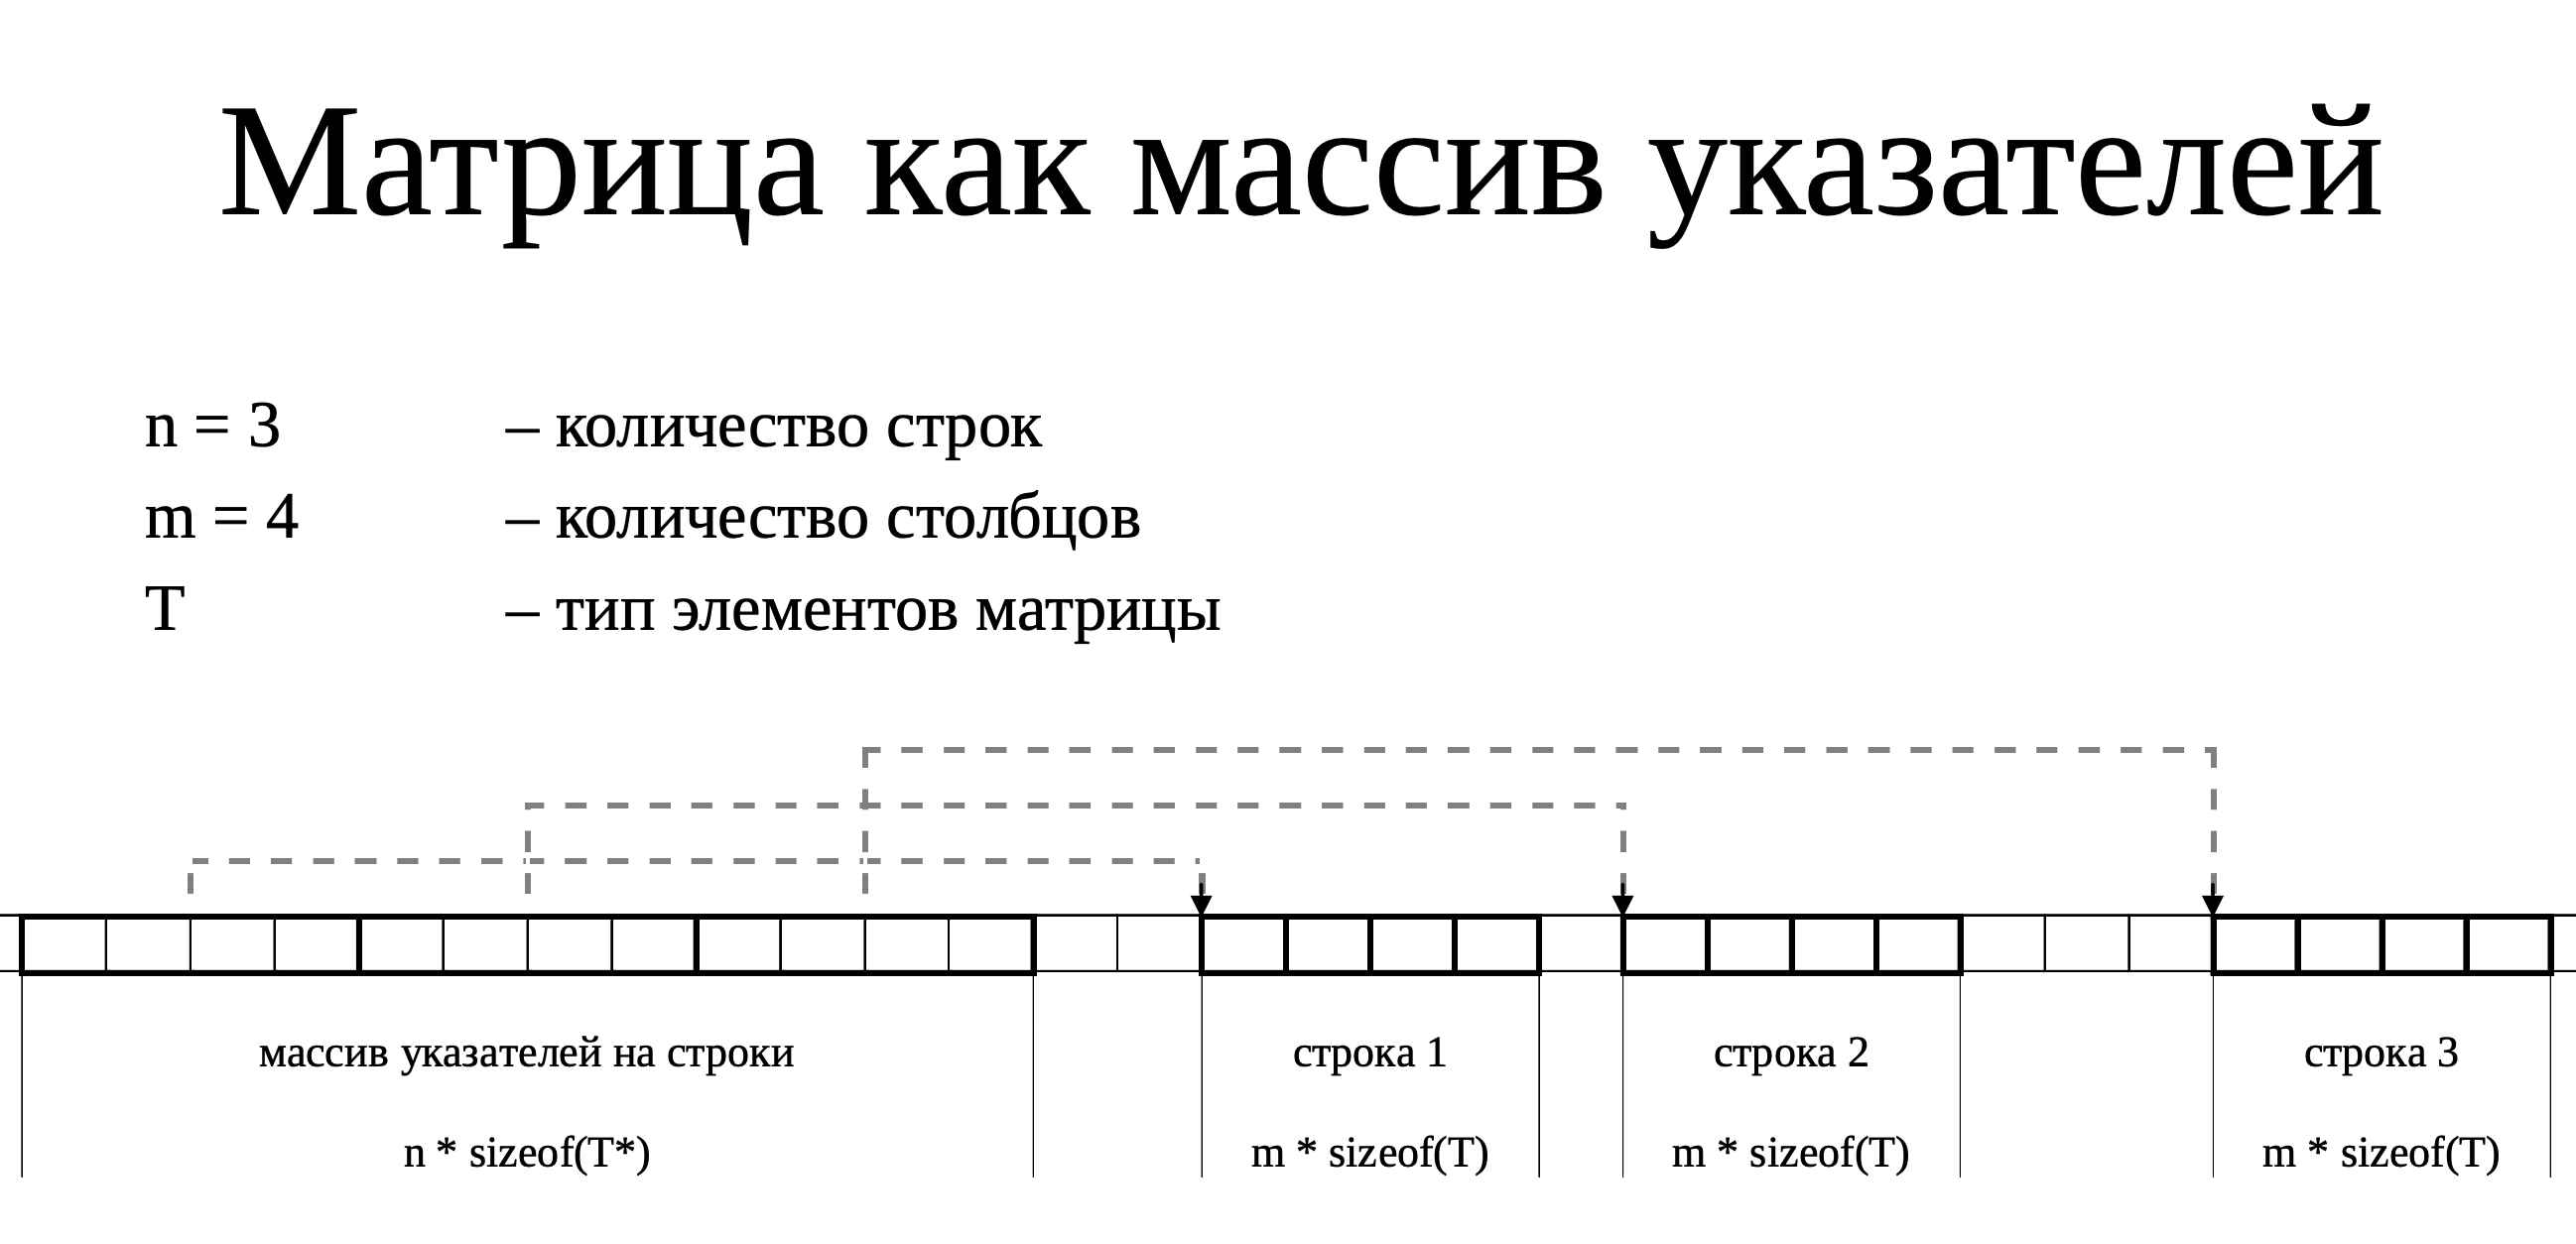 Матрица как массив указателей
n = 3 – количество строк
m = 4 – количество столбцов
T – тип элементов матрицы
массив указателей на строки
строка 1
строка 2
строка 3
n * sizeof(T*)
m * sizeof(T)
m * sizeof(T)
m * sizeof(T)